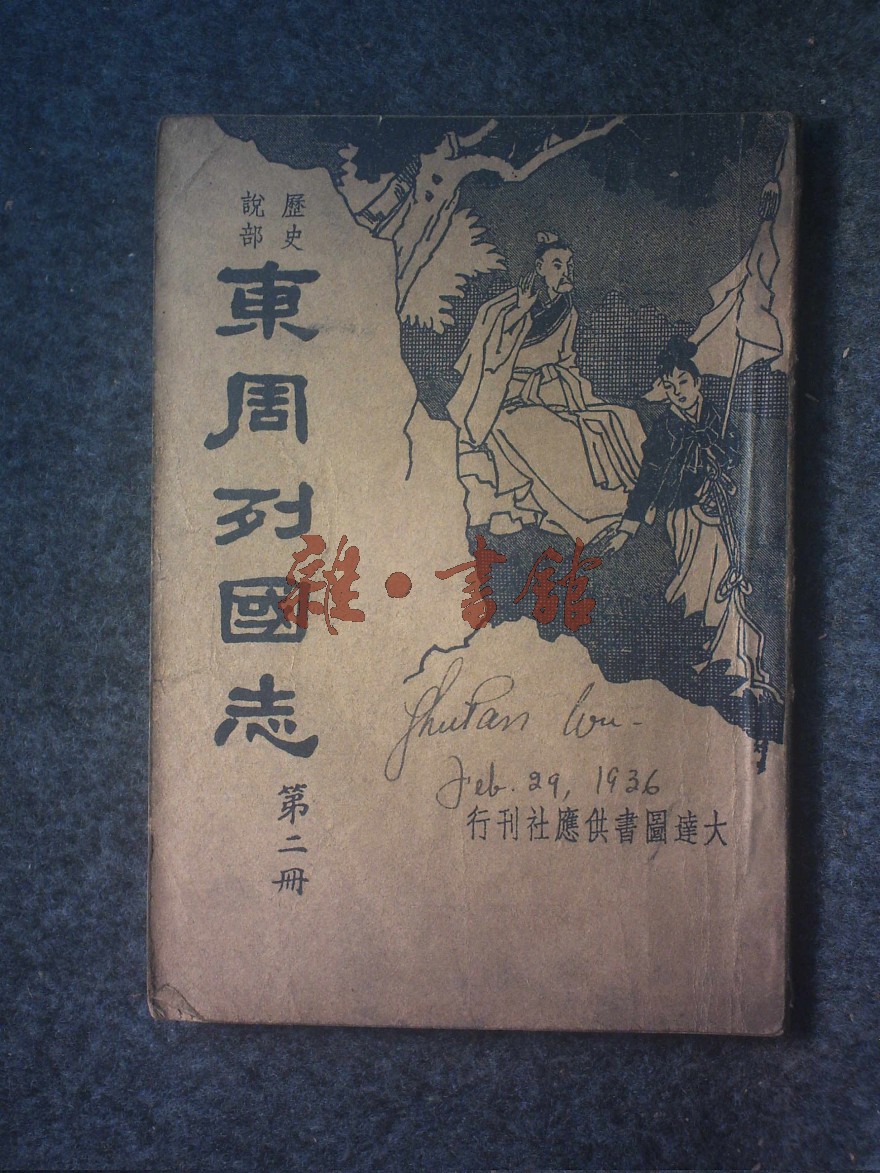 歷史
說部
東周列國志
第二冊
雜·書館
Feb. 29, 1936
大達圖書供應社刊行